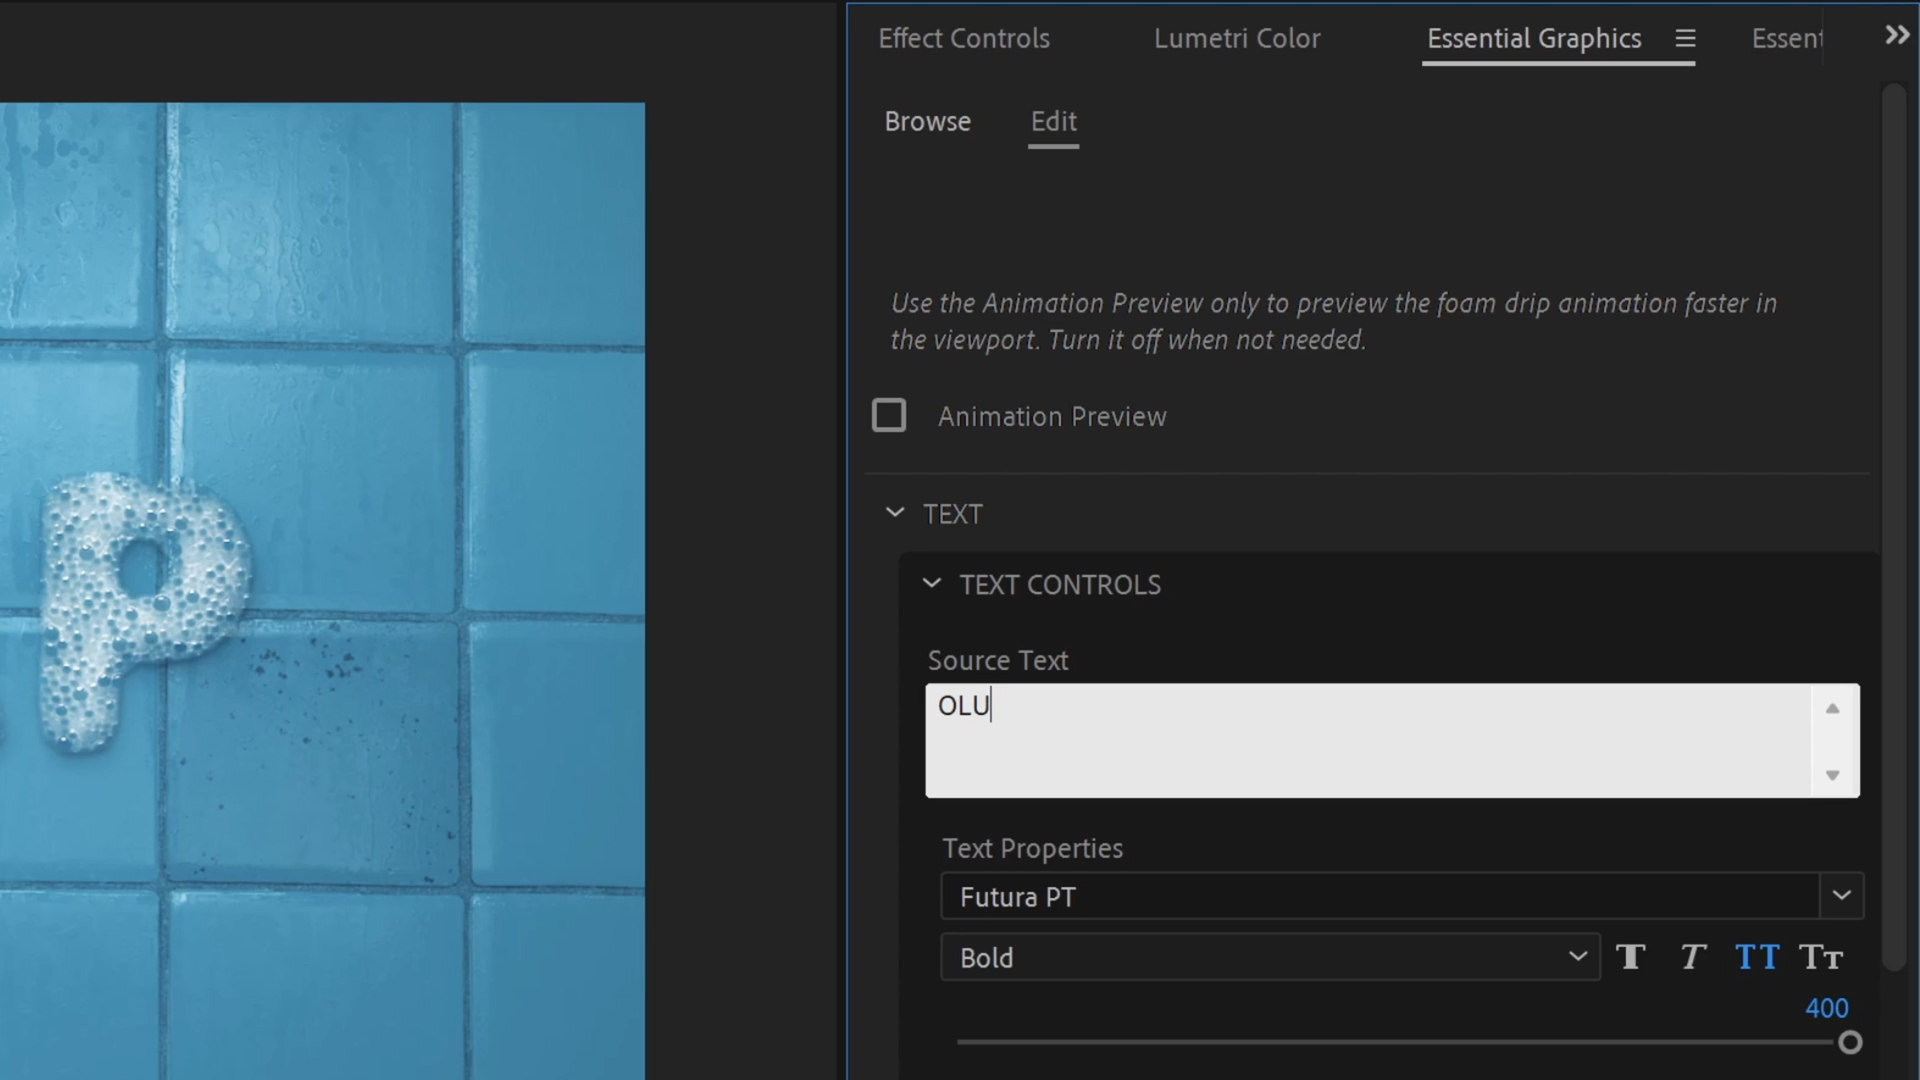 Effect Controls
Lumetri Color
Essential Graphics
Essent
Browse
Edit
Use the Animation Preview only to preview the foam drip animation faster in
the viewport. Turn it off when not needed.
Animation Preview
TEXT
TEXT CONTROLS
Source Text
OLU
P
Text Properties
Futura PT
Bold
T T TT Tт
400